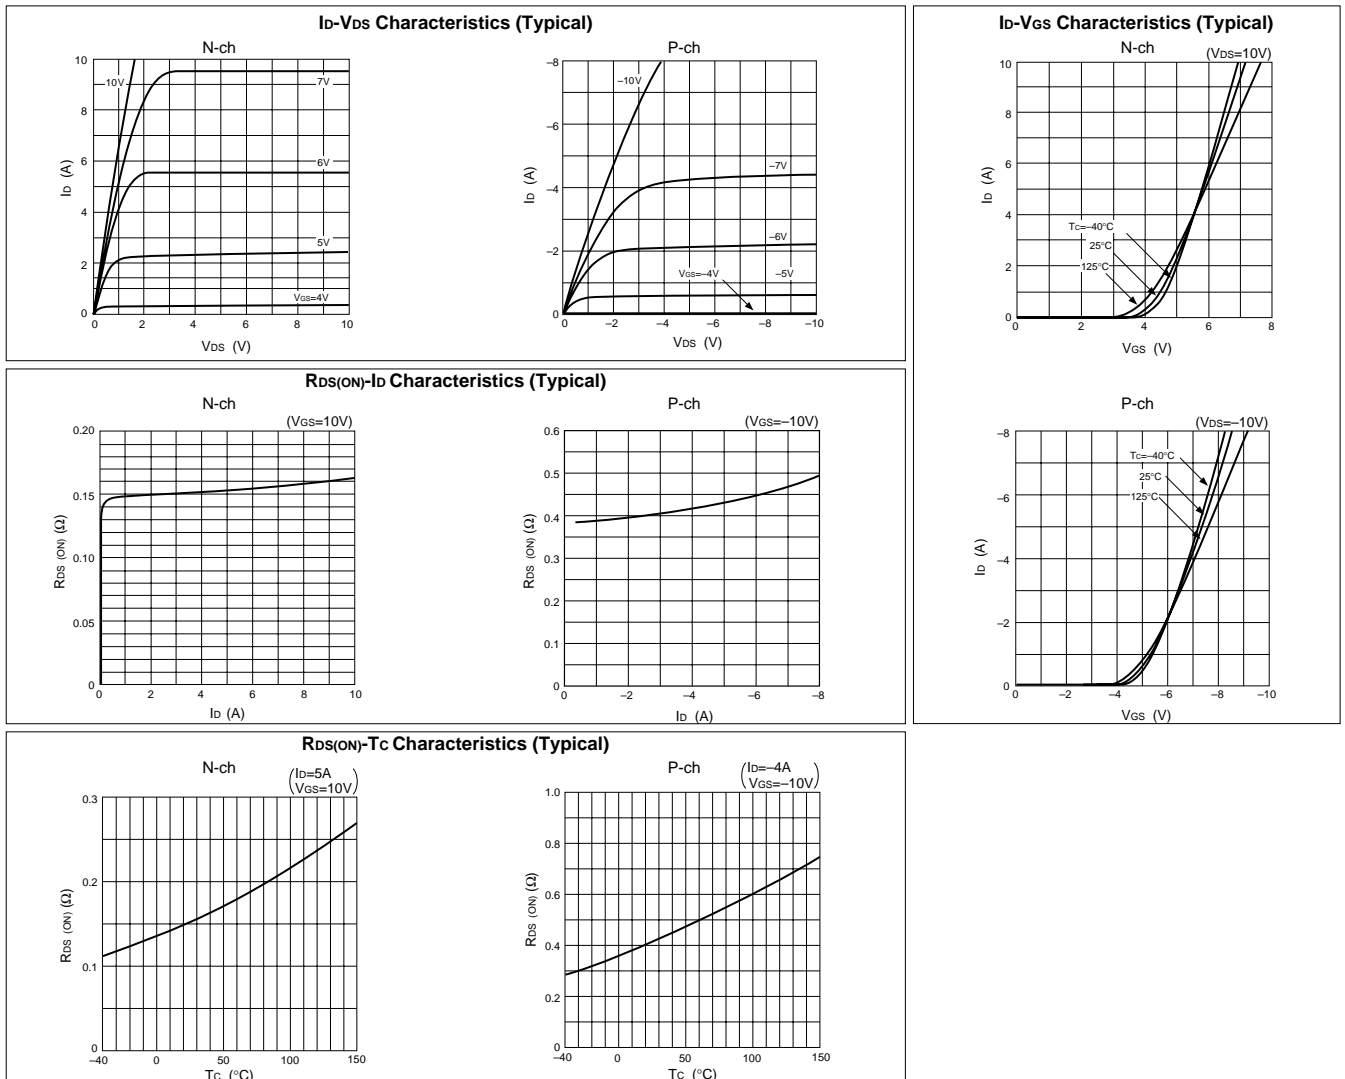 ID-VDS Characteristics (Typical)
N-ch
10
8
6
4
2
0
ID (A)
10V
7V
6V
5V
VGS=4V
0 2 4 6 8 10
VDS (V)
P-ch
–8
–6
–4
–2
0
ID (A)
–10V
–7V
–6V
VGS=–4V
–5V
0 –2 –4 –6 –8 –10
VDS (V)
ID-VGS Characteristics (Typical)
N-ch
(VDS=10V)
10
8
6
4
2
0
ID (A)
TC=–40°C
25°C
125°C
0 2 4 6 8
VGS (V)
P-ch
(VDS=–10V)
–8
–6
–4
–2
0
ID (A)
TC=–40°C
25°C
125°C
0 –2 –4 –6 –8 –10
VGS (V)
RDS(ON)-ID Characteristics (Typical)
N-ch
(VGS=10V)
0.20
0.15
0.10
0.05
0
RDS (ON) (Ω)
0 2 4 6 8 10
ID (A)
P-ch
(VGS=–10V)
0.6
0.5
0.4
0.3
0.2
0.1
0
RDS (ON) (Ω)
0 –2 –4 –6 –8
ID (A)
RDS(ON)-TC Characteristics (Typical)
N-ch
(ID=5A
VGS=10V)
0.3
0.2
0.1
0
RDS (ON) (Ω)
–40 0 50 100 150
TC (°C)
P-ch
(ID=–4A
VGS=–10V)
1.0
0.8
0.6
0.4
0.2
0
RDS (ON) (Ω)
–40 0 50 100 150
TC (°C)